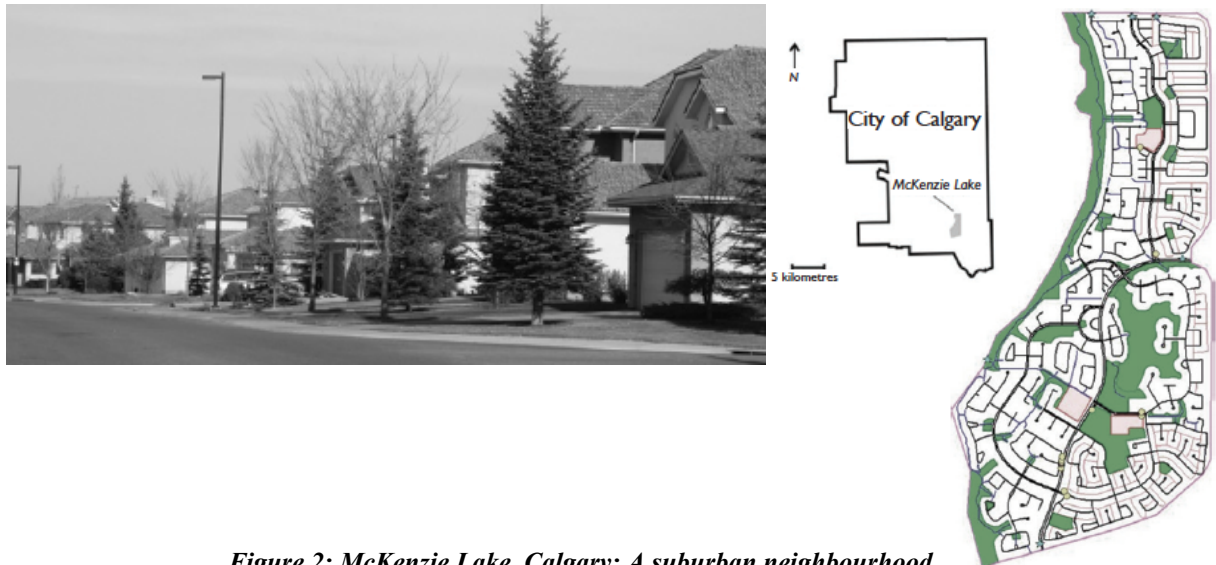 N
City of Calgary
McKenzie Lake
5 kilometres
Figure 2: McKenzie Lake, Calgary: A suburban neighbourhood